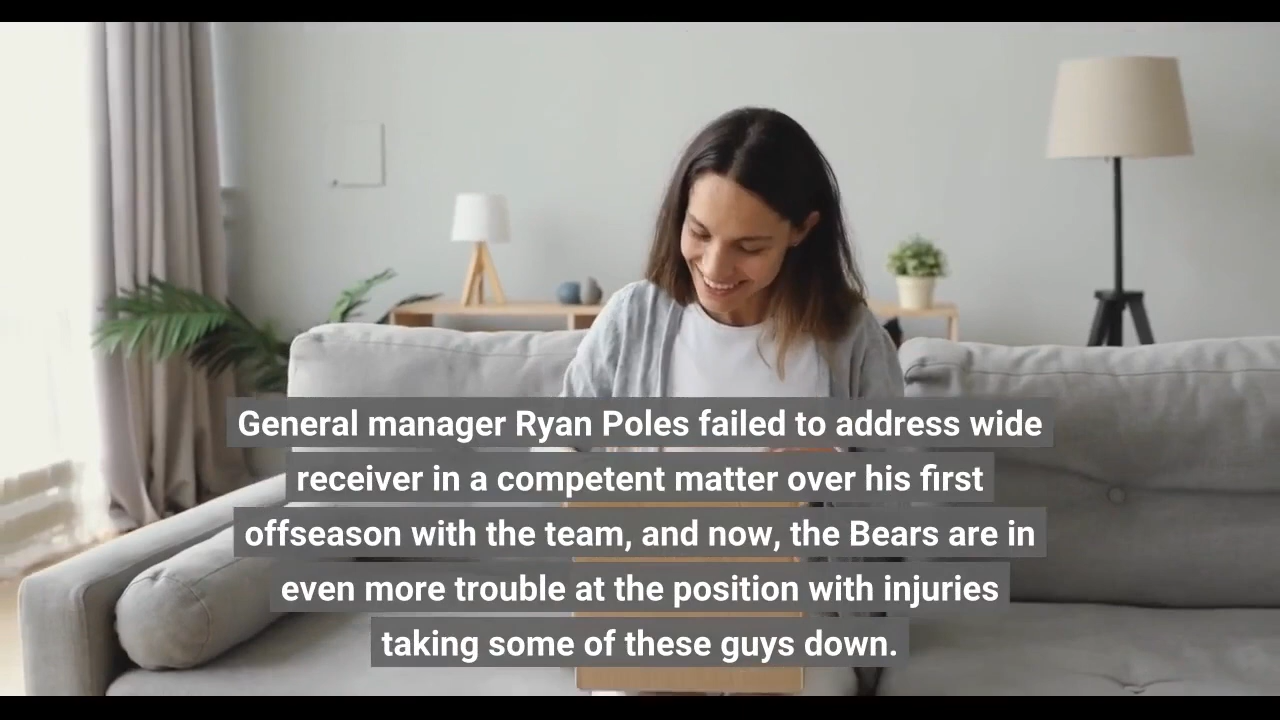 General manager Ryan Poles failed to address wide
receiver in a competent matter over his first
offseason with the team, and now, the Bears are in
even more trouble at the position with injuries
taking some of these guys down.